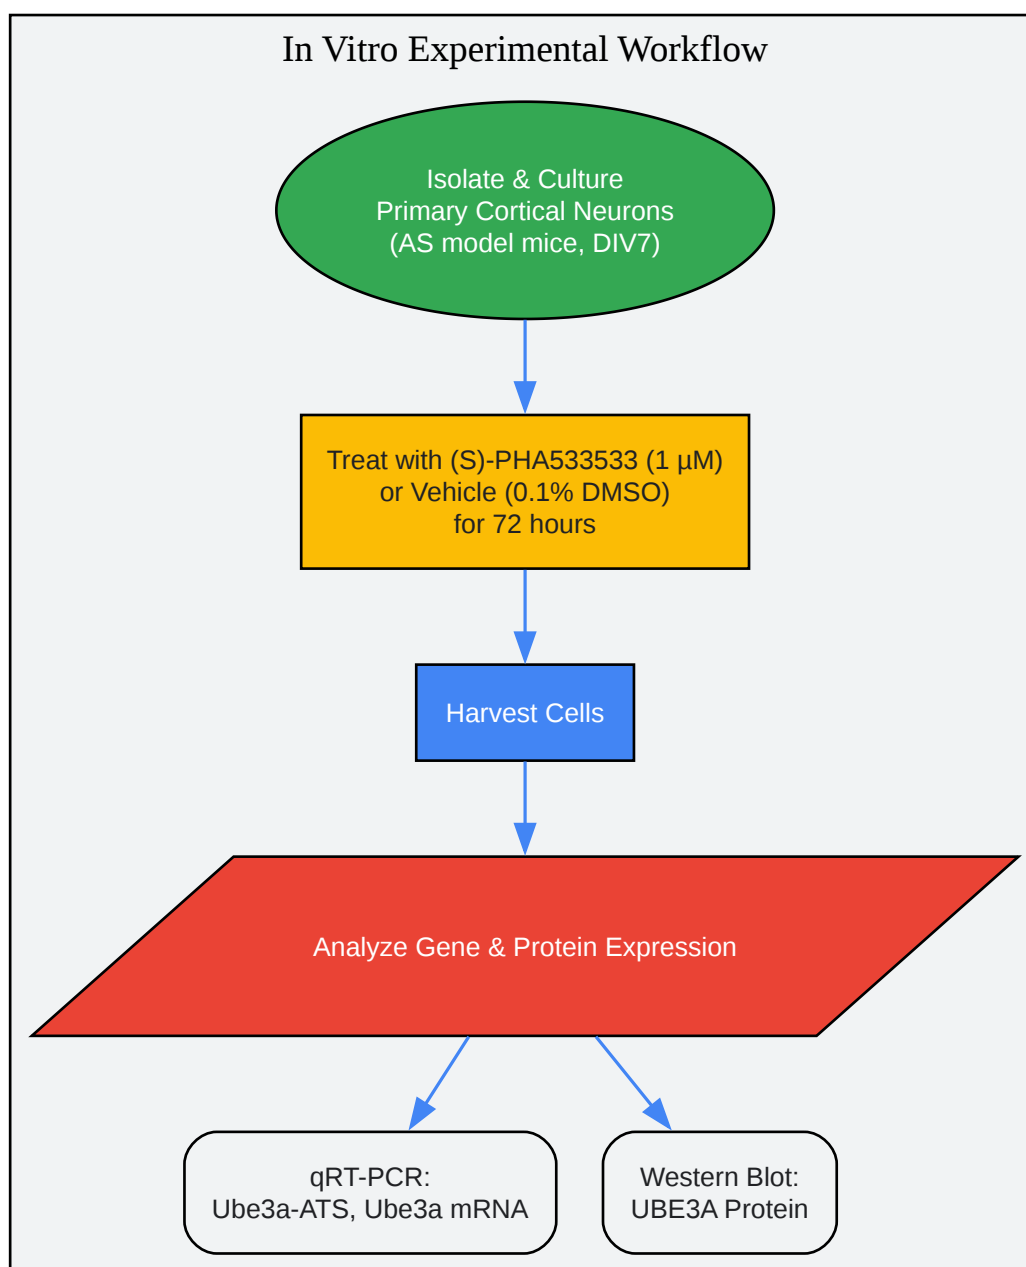 In Vitro Experimental Workflow
Isolate & Culture
Primary Cortical Neurons
(AS model mice, DIV7)
Treat with (S)-PHA533533 (1 µM)
or Vehicle (0.1% DMSO)
for 72 hours
Harvest Cells
Analyze Gene & Protein Expression
qRT-PCR:
Ube3a-ATS, Ube3a mRNA
Western Blot:
UBE3A Protein